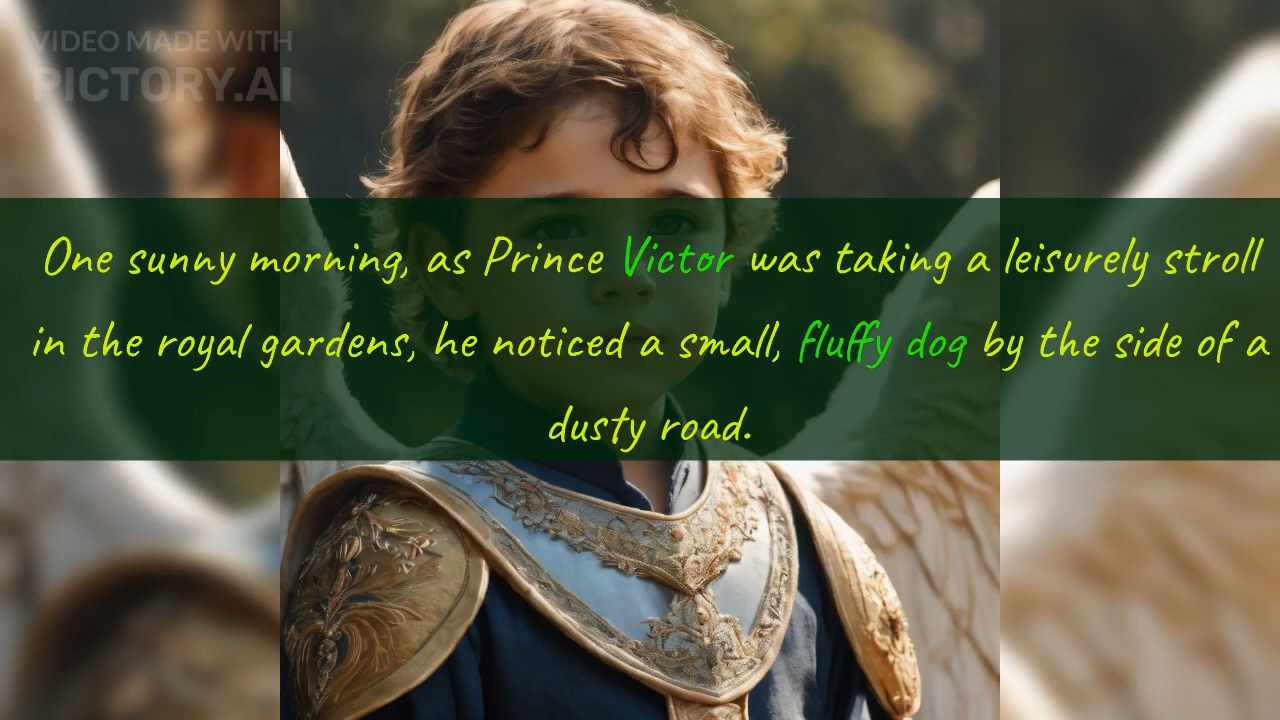 VIDEO MADE WITH
PICTORY.AI
One sunny morning, as Prince Victor was taking a leisurely stroll
in the royal gardens, he noticed a small, fluffy dog by the side of a
dusty road.